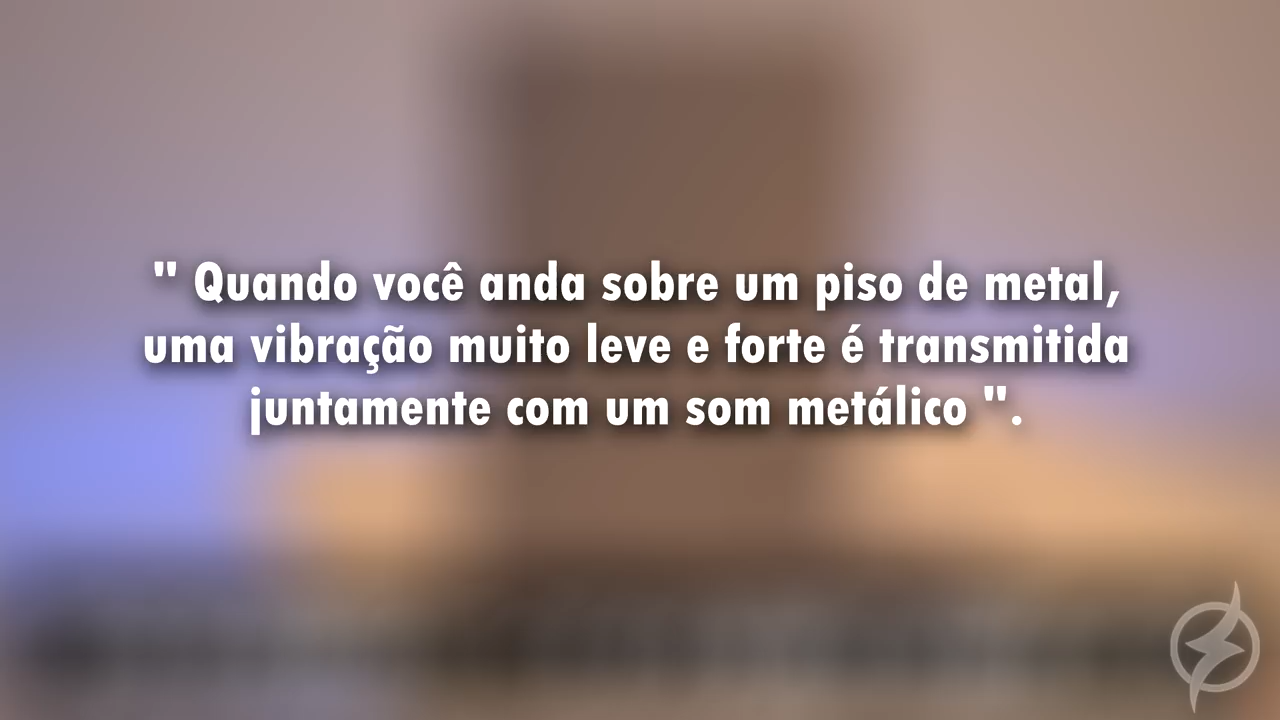 " Quando você anda sobre um piso de metal,
uma vibração muito leve e forte é transmitida
juntamente com um som metálico ".